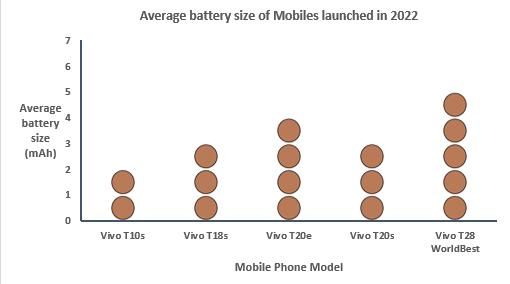 Average battery size of Mobiles launched in 2022
7
6
5
4
3
2
1
0
Average
battery
size
(mAh)
Vivo T10s
Vivo T18s
Vivo T20e
Vivo T20s
Vivo T28
WorldBest
Mobile Phone Model